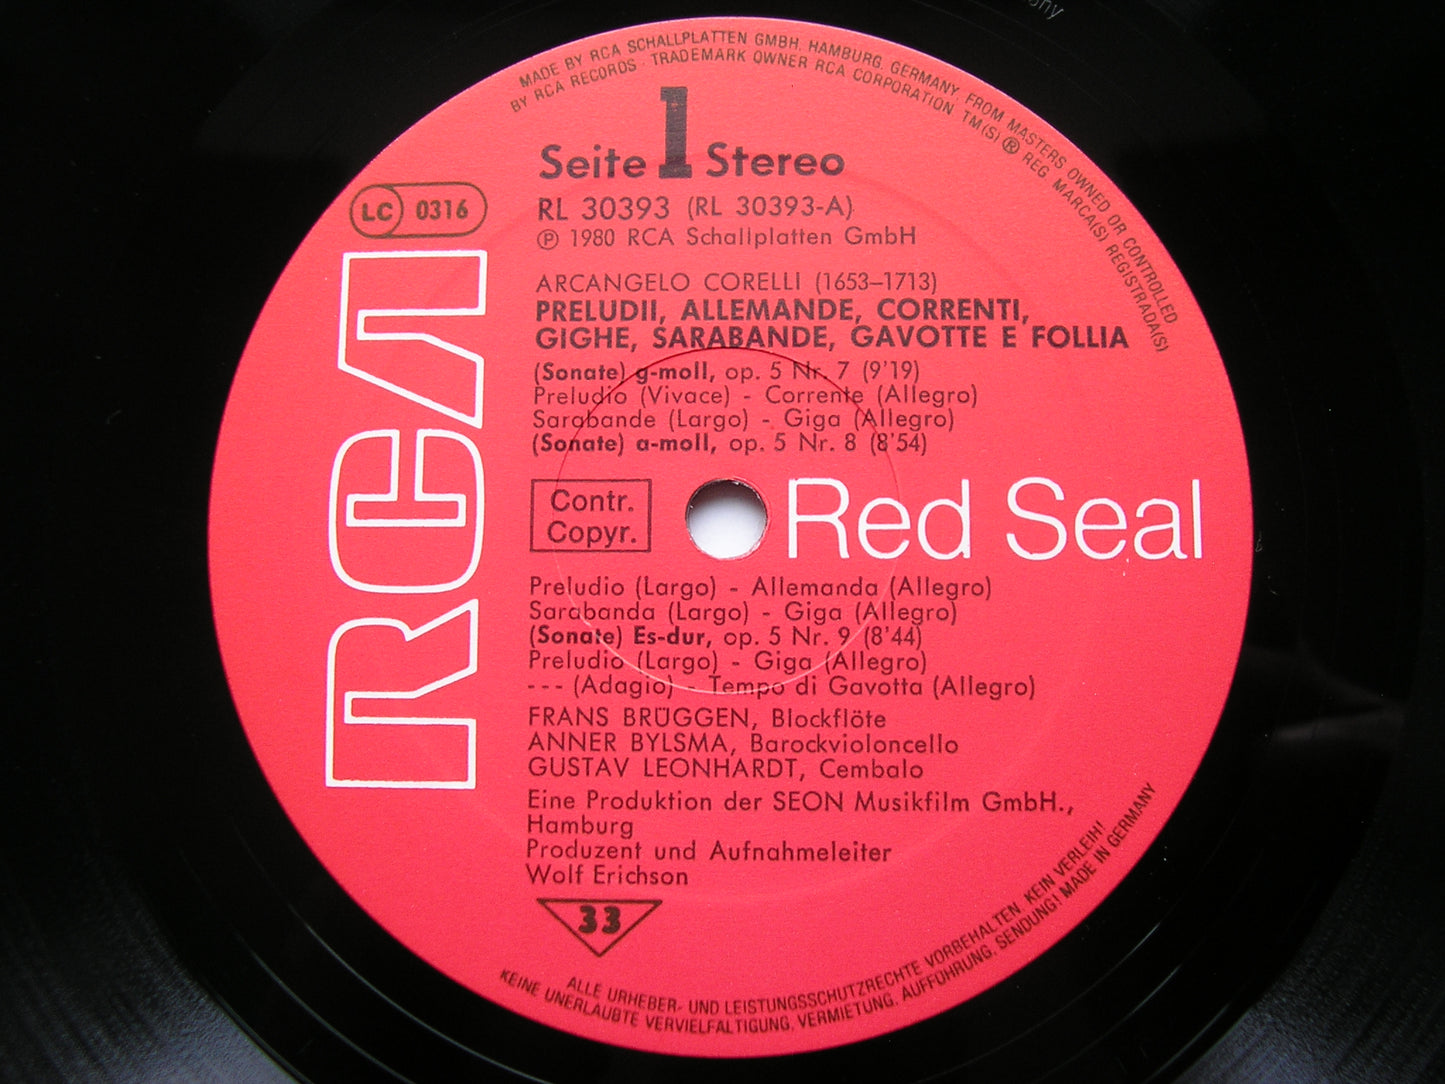 MADE BY RCA SCHALLPLATTEN GMBH, HAMBURG, GERMANY, FROM MASTERS OWNED OR CONTROLLED
BY RCA RECORDS · TRADEMARK OWNER RCA CORPORATION TM(S) ® REG MARCA(S) REGISTRADA(S)
Seite 1 Stereo
LC 0316
RL 30393 (RL 30393-A)
℗ 1980 RCA Schallplatten GmbH
RCA
ARCANGELO CORELLI (1653–1713)
PRELUDII, ALLEMANDE, CORRENTI,
GIGHE, SARABANDE, GAVOTTE E FOLLIA
(Sonate) g-moll, op. 5 Nr. 7 (9'19)
Preludio (Vivace) - Corrente (Allegro)
Sarabande (Largo) - Giga (Allegro)
(Sonate) a-moll, op. 5 Nr. 8 (8'54)
Contr.
Copyr.
Red Seal
Preludio (Largo) - Allemanda (Allegro)
Sarabanda (Largo) - Giga (Allegro)
(Sonate) Es-dur, op. 5 Nr. 9 (8'44)
Preludio (Largo) - Giga (Allegro)
--- (Adagio) - Tempo di Gavotta (Allegro)
FRANS BRÜGGEN, Blockflöte
ANNER BYLSMA, Barockvioloncello
GUSTAV LEONHARDT, Cembalo
Eine Produktion der SEON Musikfilm GmbH.,
Hamburg
Produzent und Aufnahmeleiter
Wolf Erichson
33
ALLE URHEBER- UND LEISTUNGSSCHUTZRECHTE VORBEHALTEN. KEIN VERLEIH!
KEINE UNERLAUBTE VERVIELFALTIGUNG, VERMIETUNG, AUFFÜHRUNG, SENDUNG! MADE IN GERMANY